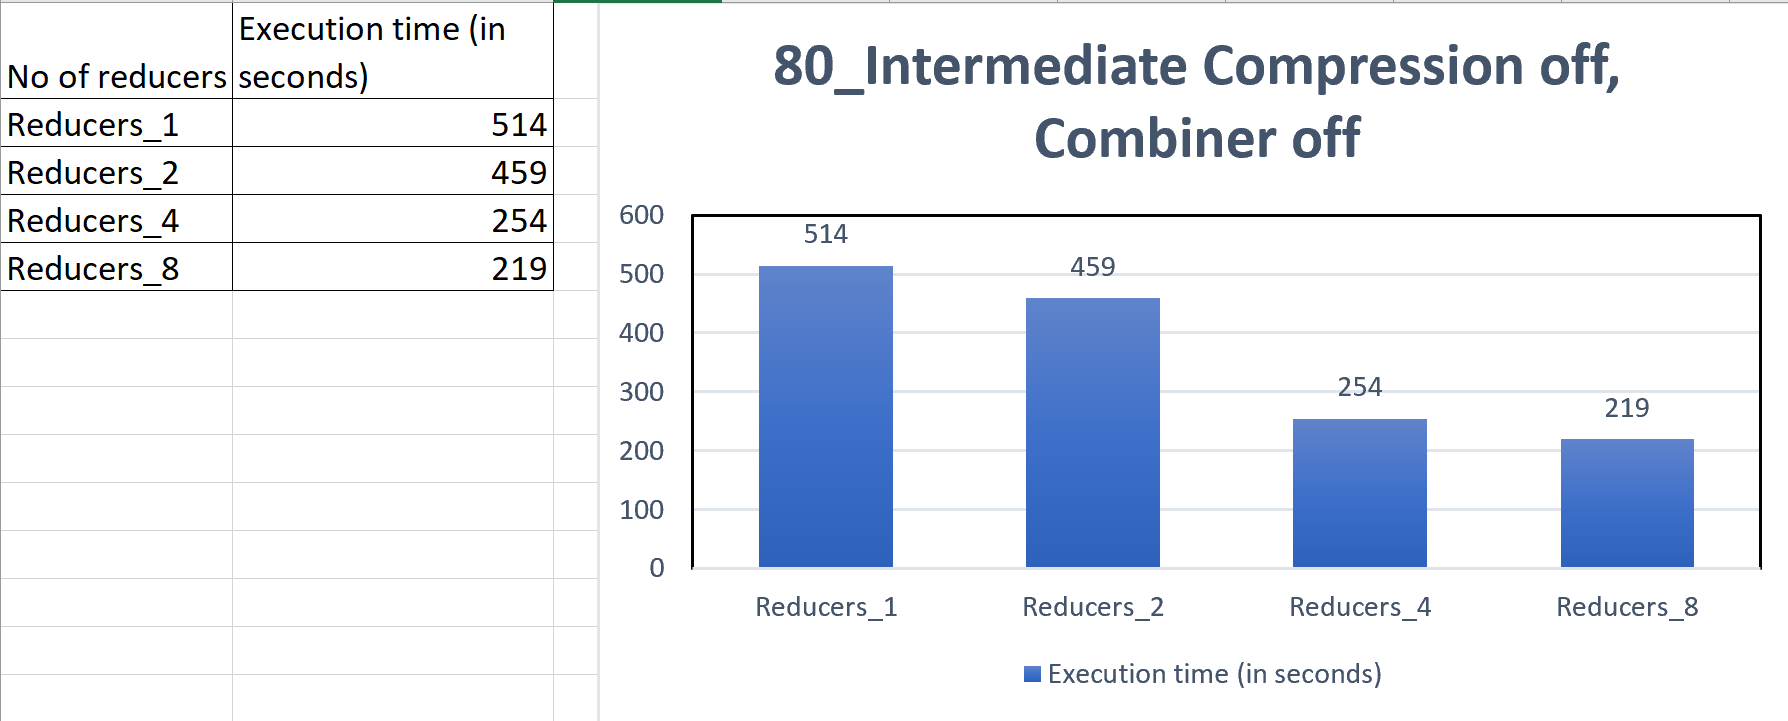 No of reducers Execution time (in seconds)
Reducers_1 514
Reducers_2 459
Reducers_4 254
Reducers_8 219
80_Intermediate Compression off,
Combiner off
600
500
400
300
200
100
0
514
459
254
219
Reducers_1 Reducers_2 Reducers_4 Reducers_8
Execution time (in seconds)